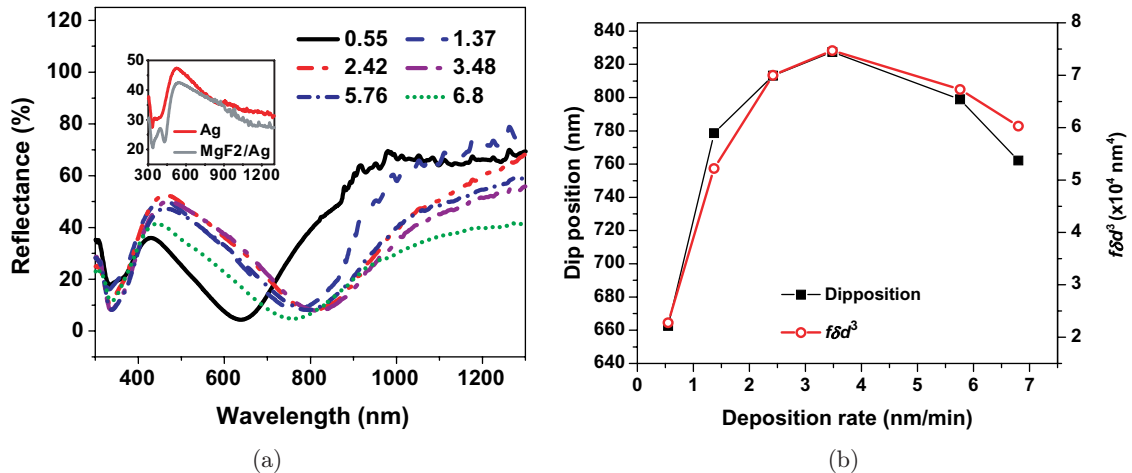 120
100
80
60
40
20
0
Reflectance (%)
400 600 800 1000 1200
Wavelength (nm)
0.55 1.37
2.42 3.48
5.76 6.8
50
40
30
20
300 600 900 1200
Ag
MgF2/Ag
(a)
840
820
800
780
760
740
720
700
680
660
640
Dip position (nm)
0 1 2 3 4 5 6 7
Deposition rate (nm/min)
Dipposition
fδd³
8
7
6
5
4
3
2
fδd³ (x10⁴ nm⁴)
(b)